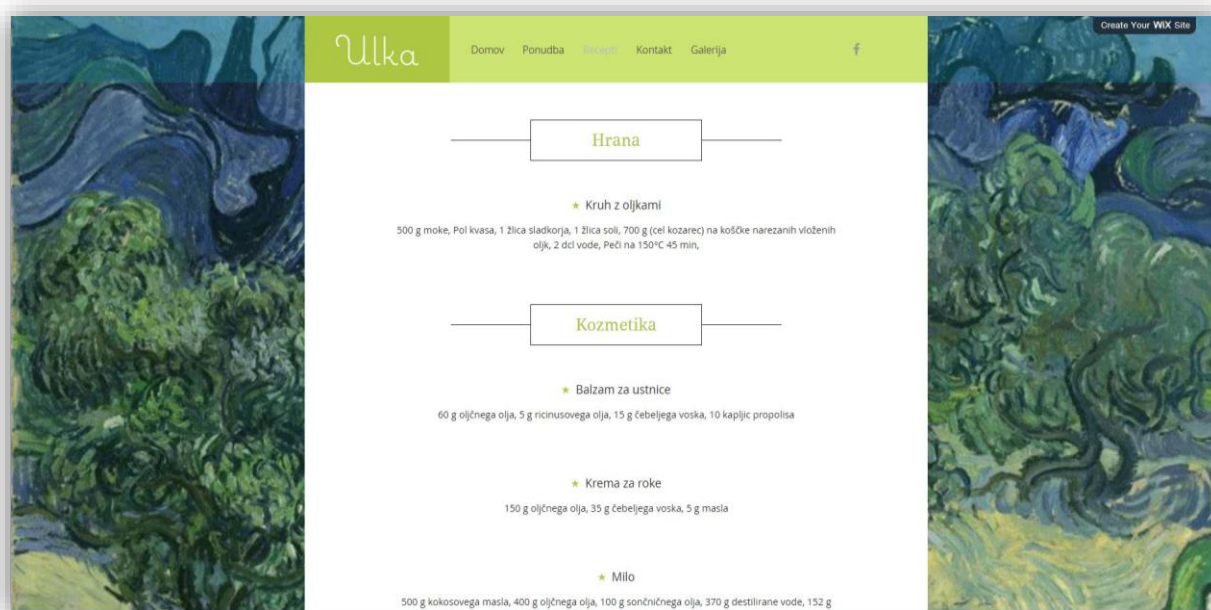 Create Your WiX Site
Ulka
Domov Ponudba Recepti Kontakt Galerija f
Hrana
★ Kruh z oljkami
500 g moke, Pol kvasa, 1 žlica sladkorja, 1 žlica soli, 700 g (cel kozarec) na koščke narezanih vloženih
oljk, 2 dcl vode, Peči na 150°C 45 min,
Kozmetika
★ Balzam za ustnice
60 g oljčnega olja, 5 g ricinusovega olja, 15 g čebeljega voska, 10 kapljic propolisa
★ Krema za roke
150 g oljčnega olja, 35 g čebeljega voska, 5 g masla
★ Milo
500 g kokosovega masla, 400 g oljčnega olja, 100 g sončničnega olja, 370 g destilirane vode, 152 g